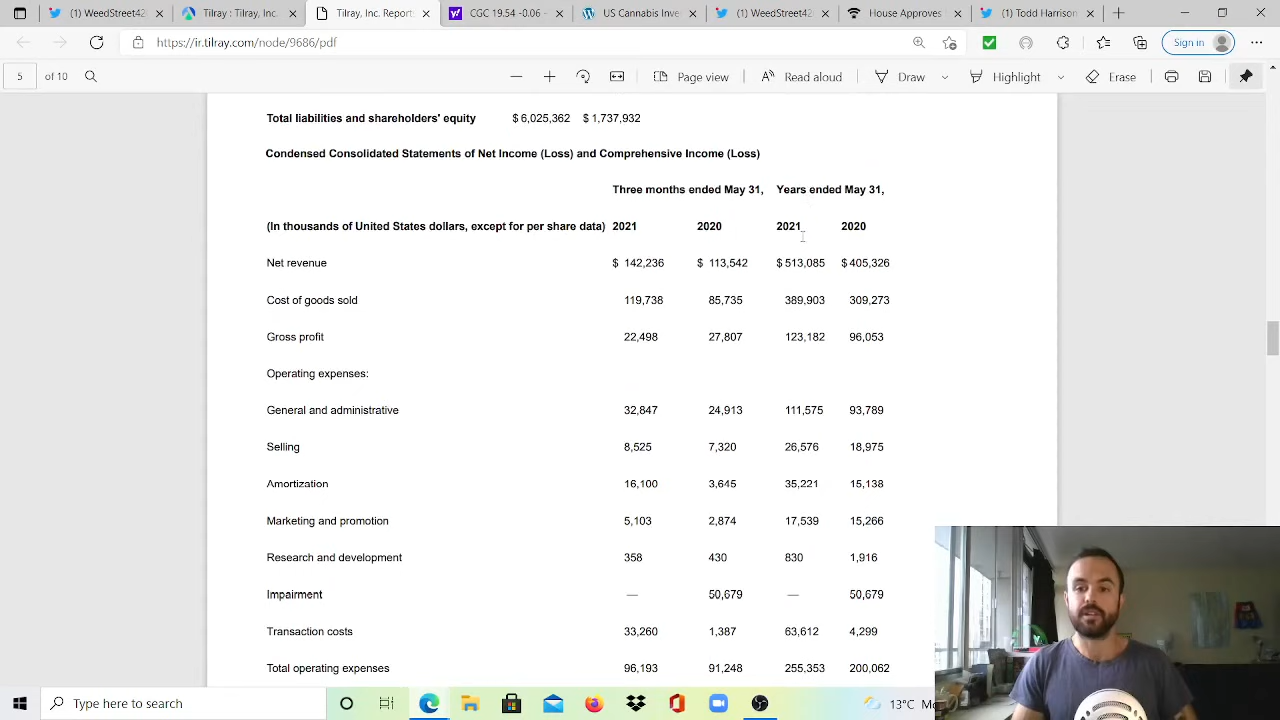 (1) WeedStreet42
Tilray : Tilray, Inc.
Tilray, Inc. Report
CGC 19.54 -0.06 -
US Cannabis Inve
(1) WeedStreet42
House Approves
(1) Todd Harrison
https://ir.tilray.com/node/9686/pdf
Sign in
5 of 10
Page view
Read aloud
Draw
Highlight
Erase
Total liabilities and shareholders' equity $ 6,025,362 $ 1,737,932
Condensed Consolidated Statements of Net Income (Loss) and Comprehensive Income (Loss)
Three months ended May 31, Years ended May 31,
(In thousands of United States dollars, except for per share data) 2021 2020 2021 2020
Net revenue $ 142,236 $ 113,542 $ 513,085 $ 405,326
Cost of goods sold 119,738 85,735 389,903 309,273
Gross profit 22,498 27,807 123,182 96,053
Operating expenses:
General and administrative 32,847 24,913 111,575 93,789
Selling 8,525 7,320 26,576 18,975
Amortization 16,100 3,645 35,221 15,138
Marketing and promotion 5,103 2,874 17,539 15,266
Research and development 358 430 830 1,916
Impairment — 50,679 — 50,679
Transaction costs 33,260 1,387 63,612 4,299
Total operating expenses 96,193 91,248 255,353 200,062
Type here to search
13°C Mo